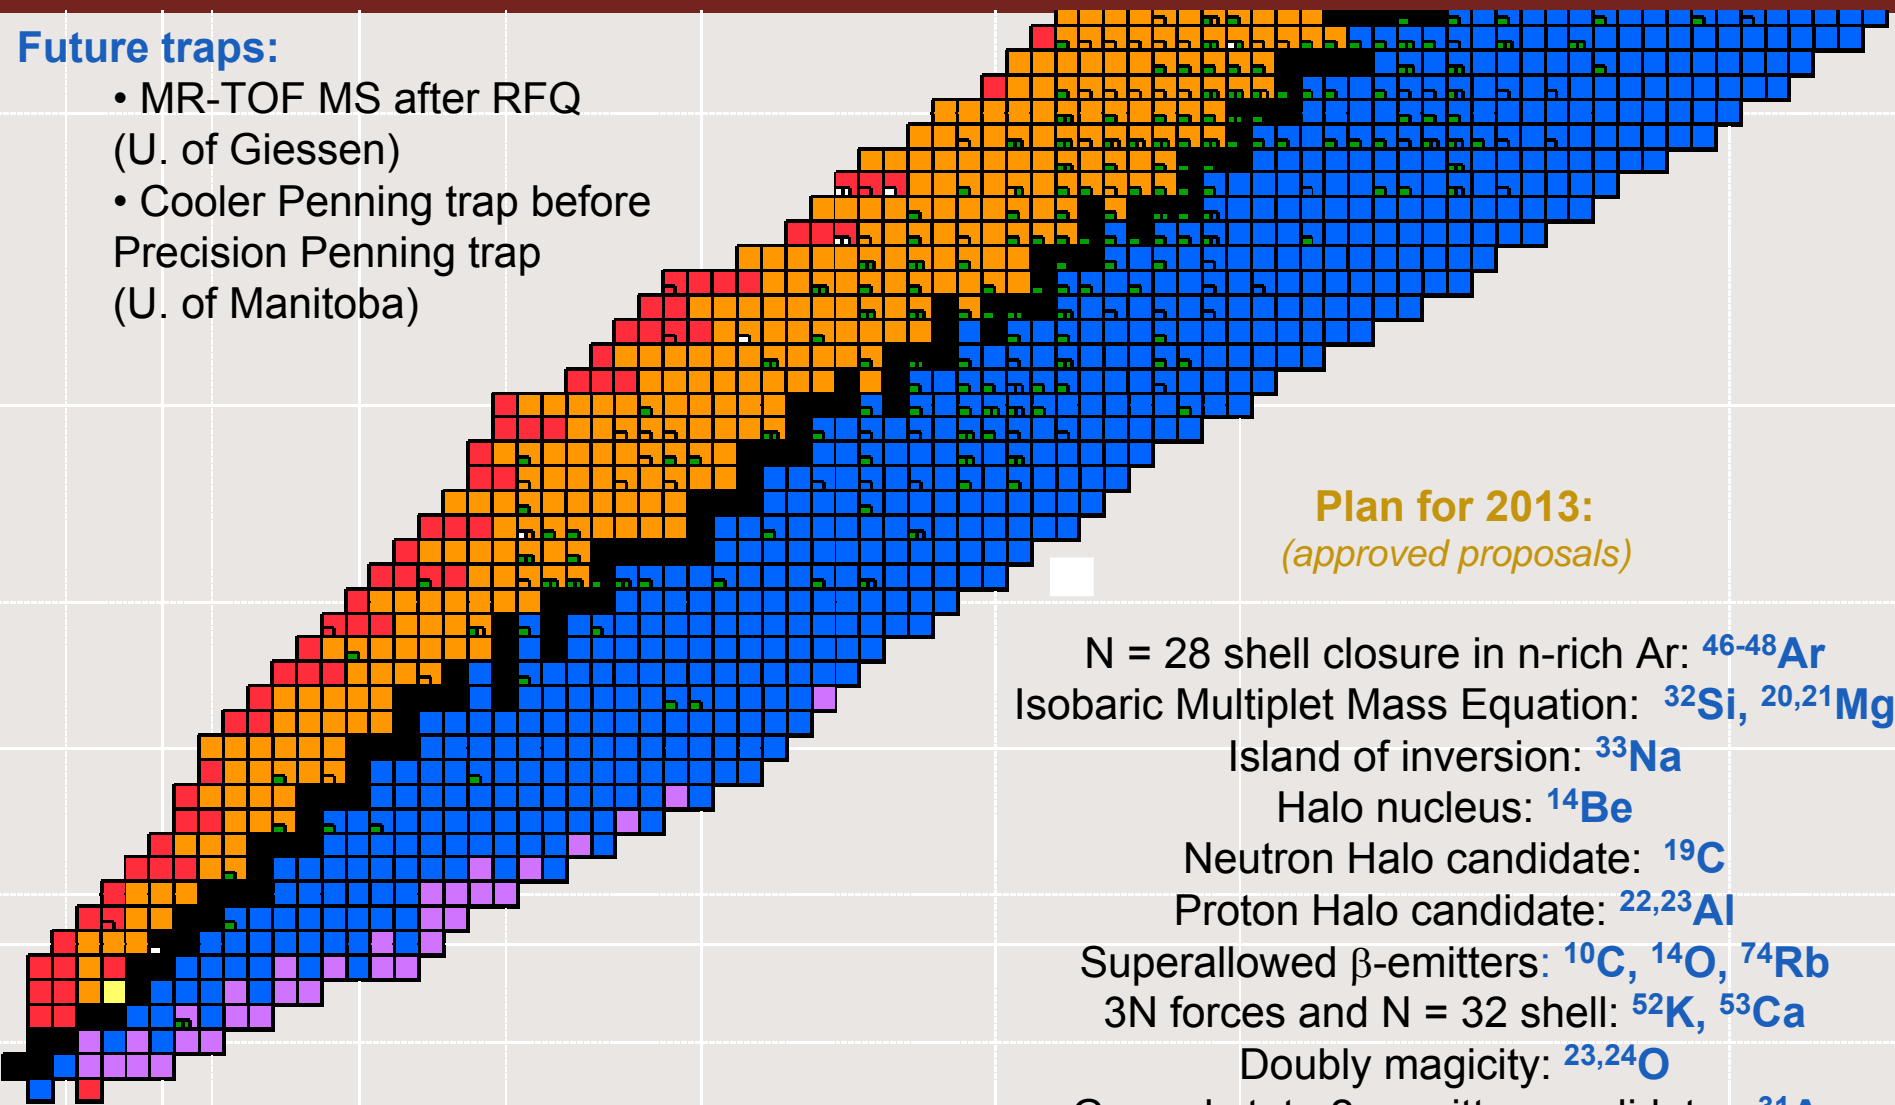 Future traps:
• MR-TOF MS after RFQ
(U. of Giessen)
• Cooler Penning trap before
Precision Penning trap
(U. of Manitoba)
Plan for 2013:
(approved proposals)
N = 28 shell closure in n-rich Ar: ⁴⁶⁻⁴⁸Ar
Isobaric Multiplet Mass Equation: ³²Si, ²⁰,²¹Mg
Island of inversion: ³³Na
Halo nucleus: ¹⁴Be
Neutron Halo candidate: ¹⁹C
Proton Halo candidate: ²²,²³Al
Superallowed β-emitters: ¹⁰C, ¹⁴O, ⁷⁴Rb
3N forces and N = 32 shell: ⁵²K, ⁵³Ca
Doubly magicity: ²³,²⁴O